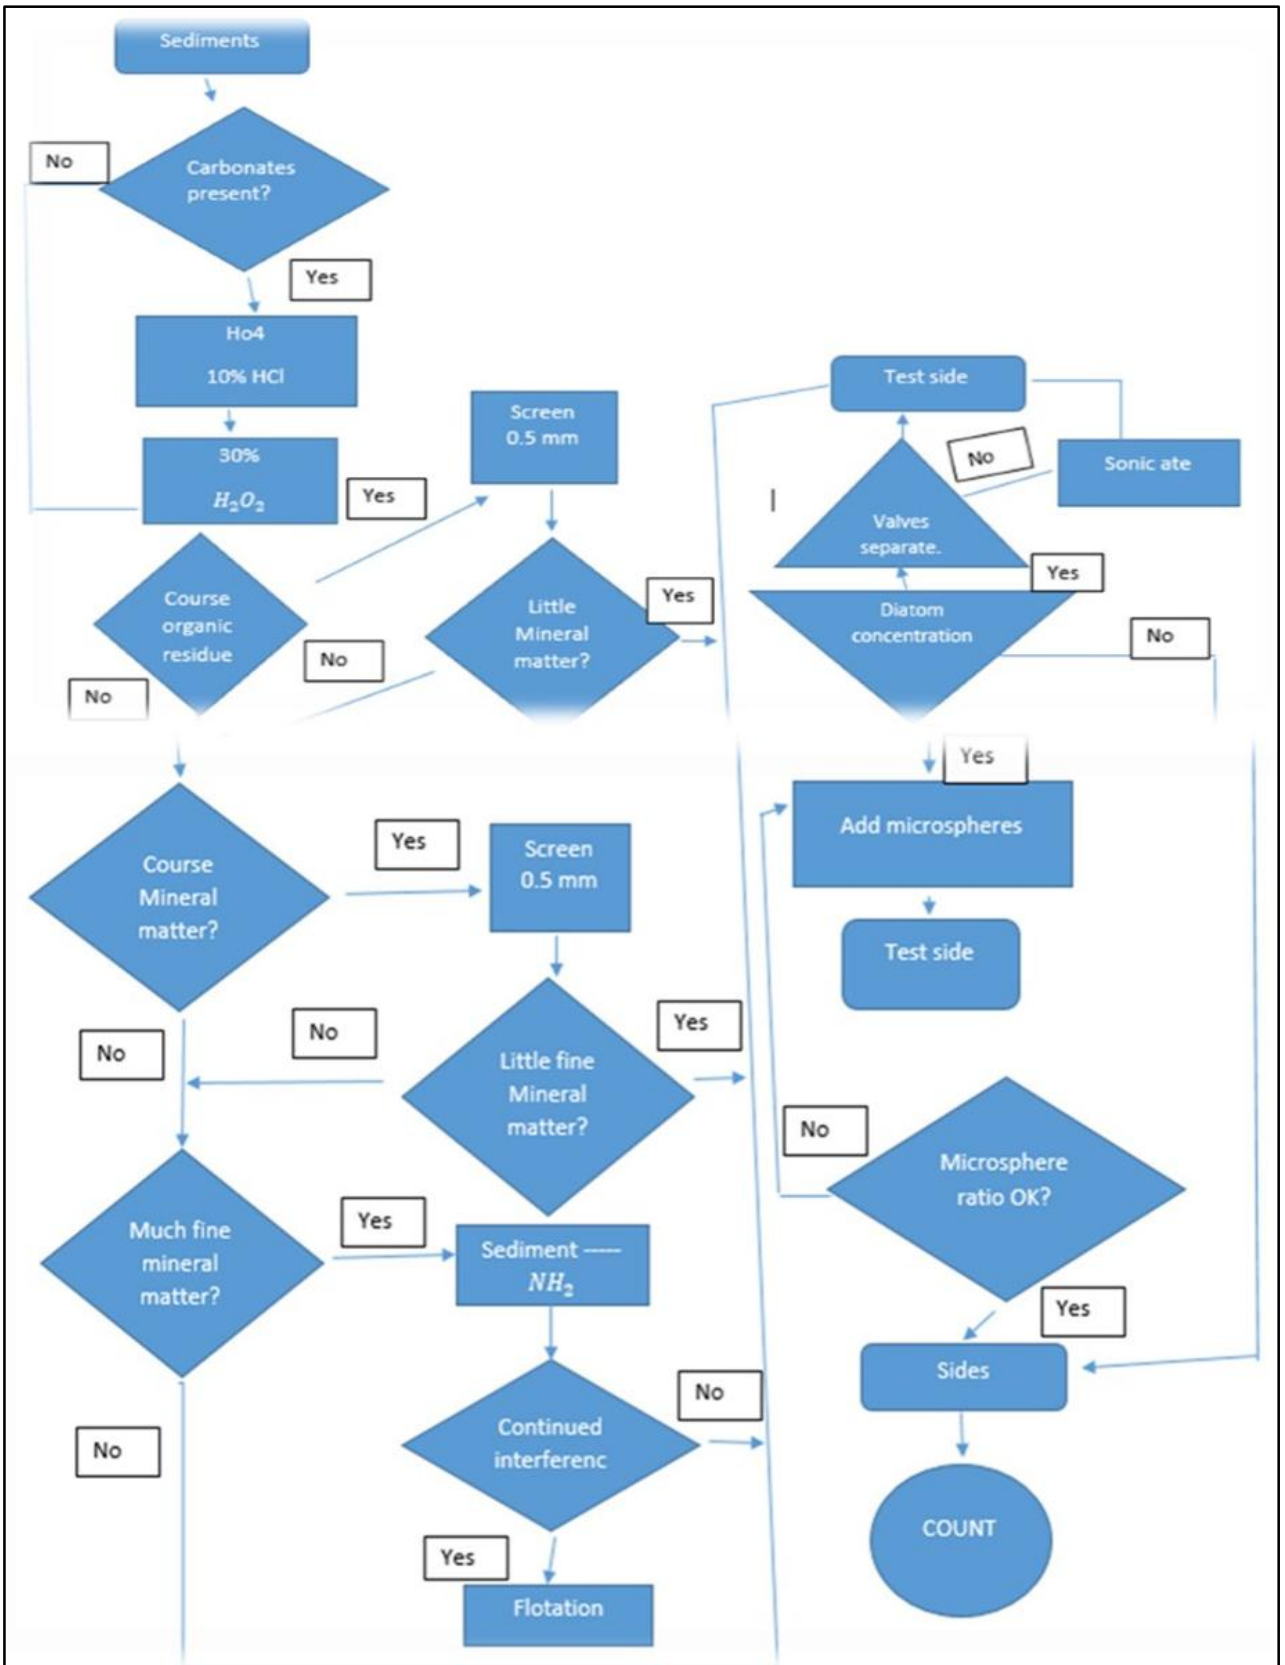 Sediments
No
Carbonates
present?
Yes
Ho4
10% HCl
30%
H₂O₂
Yes
Screen
0.5 mm
Course
organic
residue
No
No
Little
Mineral
matter?
Yes
Test side
No
Sonic ate
Valves
separate.
Yes
Diatom
concentration
No
Yes
Course
Mineral
matter?
Yes
Screen
0.5 mm
Add microspheres
Test side
No
No
Little fine
Mineral
matter?
Yes
No
Microsphere
ratio OK?
Yes
Much fine
mineral
matter?
Yes
Sediment -----
NH₂
Sides
No
Continued
interferenc
No
Yes
Flotation
COUNT